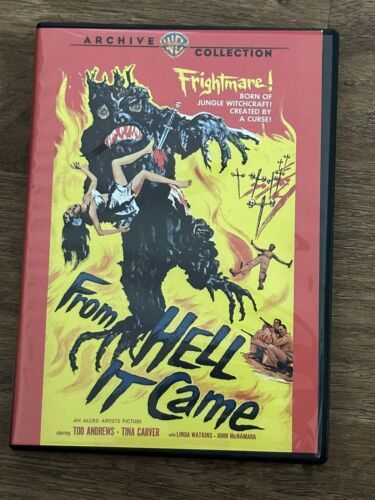 ARCHIVE WB COLLECTION
Frightmare!
BORN OF
JUNGLE WITCHCRAFT!
CREATED BY
A CURSE!
From HELL
IT Came
AN ALLIED ARTISTS PICTURE
starring TOD ANDREWS · TINA CARVER with LINDA WATKINS · JOHN McNAMARA